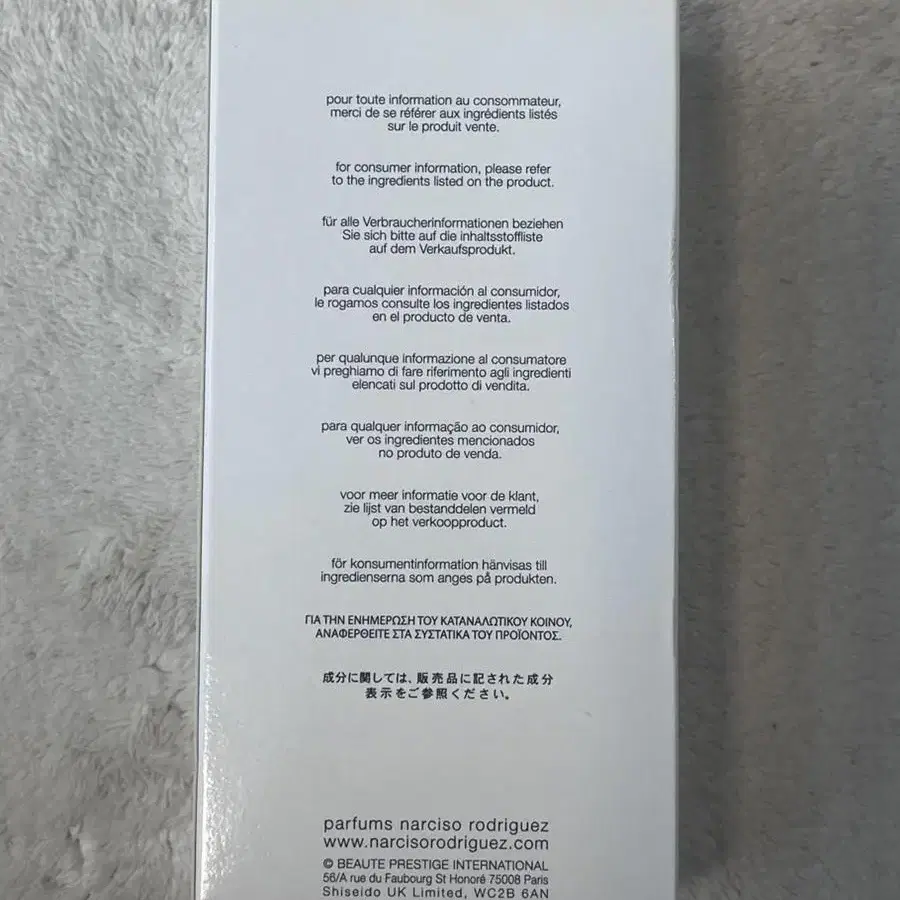 pour toute information au consommateur,
merci de se référer aux ingrédients listés
sur le produit vente.
for consumer information, please refer
to the ingredients listed on the product.
für alle Verbraucherinformationen beziehen
Sie sich bitte auf die inhaltsstoffliste
auf dem Verkaufsprodukt.
para cualquier información al consumidor,
le rogamos consulte los ingredientes listados
en el producto de venta.
per qualunque informazione al consumatore
vi preghiamo di fare riferimento agli ingredienti
elencati sul prodotto di vendita.
para qualquer informação ao consumidor,
ver os ingredientes mencionados
no produto de venda.
voor meer informatie voor de klant,
zie lijst van bestanddelen vermeld
op het verkoopproduct.
för konsumentinformation hänvisas till
ingredienserna som anges på produkten.
ΓΙΑ ΤΗΝ ΕΝΗΜΕΡΩΣΗ ΤΟΥ ΚΑΤΑΝΑΛΩΤΙΚΟΥ ΚΟΙΝΟΥ,
ΑΝΑΦΕΡΘΕΙΤΕ ΣΤΑ ΣΥΣΤΑΤΙΚΑ ΤΟΥ ΠΡΟΪΟΝΤΟΣ.
成分に関しては、販売品に記された成分
表示をご参照ください。
parfums narciso rodriguez
www.narcisorodriguez.com
© BEAUTE PRESTIGE INTERNATIONAL
56/A rue du Faubourg St Honoré 75008 Paris
Shiseido UK Limited, WC2B 6AN